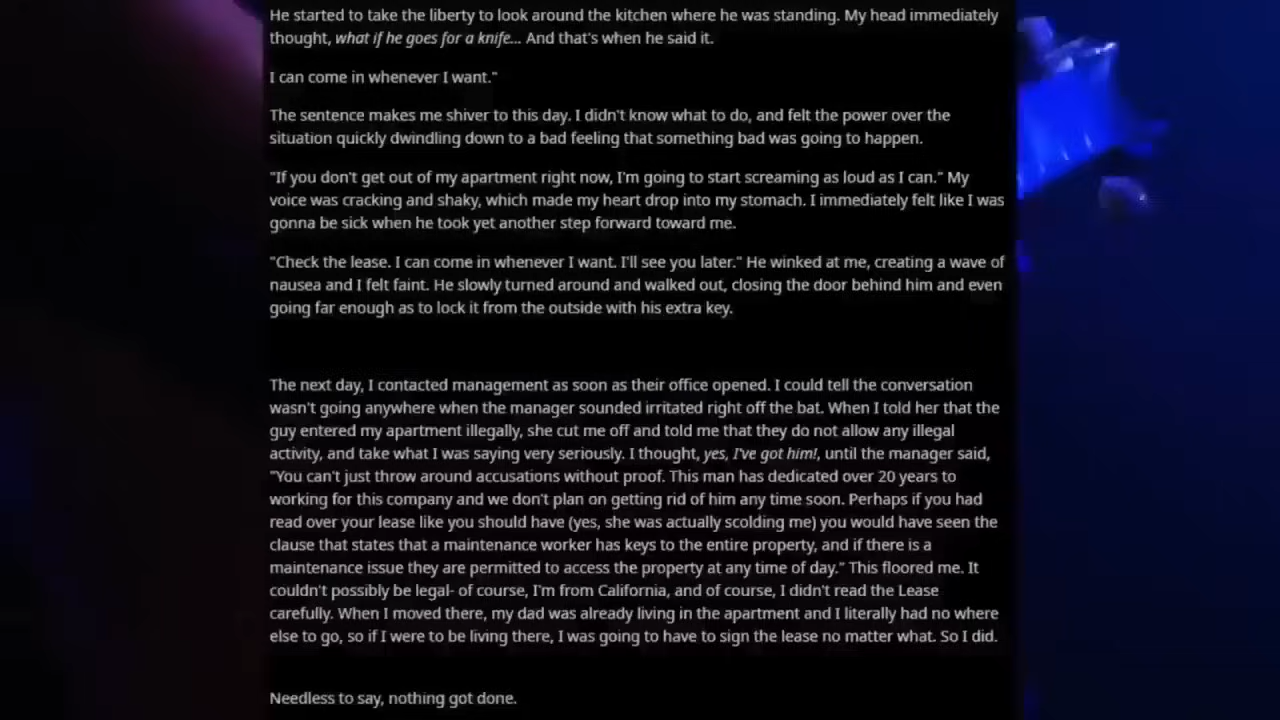 He started to take the liberty to look around the kitchen where he was standing. My head immediately
thought, what if he goes for a knife... And that's when he said it.
I can come in whenever I want."
The sentence makes me shiver to this day. I didn't know what to do, and felt the power over the
situation quickly dwindling down to a bad feeling that something bad was going to happen.
"If you don't get out of my apartment right now, I'm going to start screaming as loud as I can." My
voice was cracking and shaky, which made my heart drop into my stomach. I immediately felt like I was
gonna be sick when he took yet another step forward toward me.
"Check the lease. I can come in whenever I want. I'll see you later." He winked at me, creating a wave of
nausea and I felt faint. He slowly turned around and walked out, closing the door behind him and even
going far enough as to lock it from the outside with his extra key.
The next day, I contacted management as soon as their office opened. I could tell the conversation
wasn't going anywhere when the manager sounded irritated right off the bat. When I told her that the
guy entered my apartment illegally, she cut me off and told me that they do not allow any illegal
activity, and take what I was saying very seriously. I thought, yes, I've got him!, until the manager said,
"You can't just throw around accusations without proof. This man has dedicated over 20 years to
working for this company and we don't plan on getting rid of him any time soon. Perhaps if you had
read over your lease like you should have (yes, she was actually scolding me) you would have seen the
clause that states that a maintenance worker has keys to the entire property, and if there is a
maintenance issue they are permitted to access the property at any time of day." This floored me. It
couldn't possibly be legal- of course, I'm from California, and of course, I didn't read the Lease
carefully. When I moved there, my dad was already living in the apartment and I literally had no where
else to go, so if I were to be living there, I was going to have to sign the lease no matter what. So I did.
Needless to say, nothing got done.